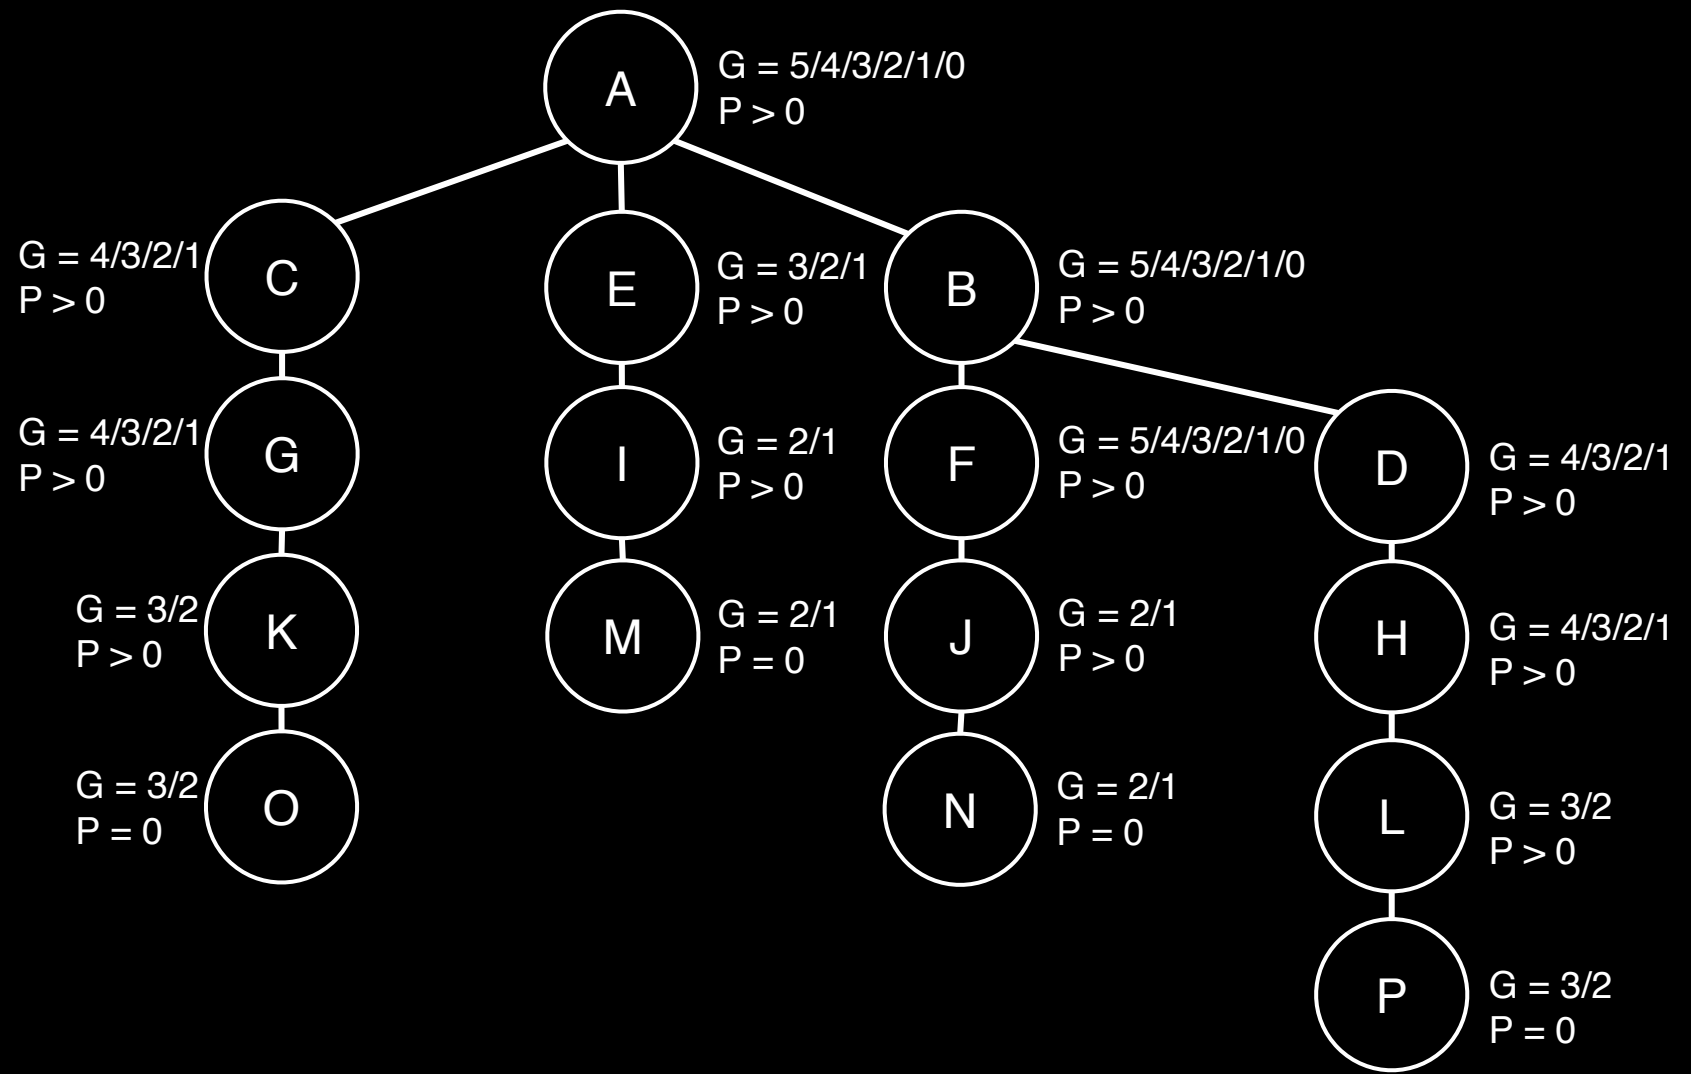 A
G = 5/4/3/2/1/0
P > 0
G = 4/3/2/1
P > 0
C
E
G = 3/2/1
P > 0
B
G = 5/4/3/2/1/0
P > 0
G = 4/3/2/1
P > 0
G
I
G = 2/1
P > 0
F
G = 5/4/3/2/1/0
P > 0
D
G = 4/3/2/1
P > 0
G = 3/2
P > 0
K
M
G = 2/1
P = 0
J
G = 2/1
P > 0
H
G = 4/3/2/1
P > 0
G = 3/2
P = 0
O
N
G = 2/1
P = 0
L
G = 3/2
P > 0
P
G = 3/2
P = 0